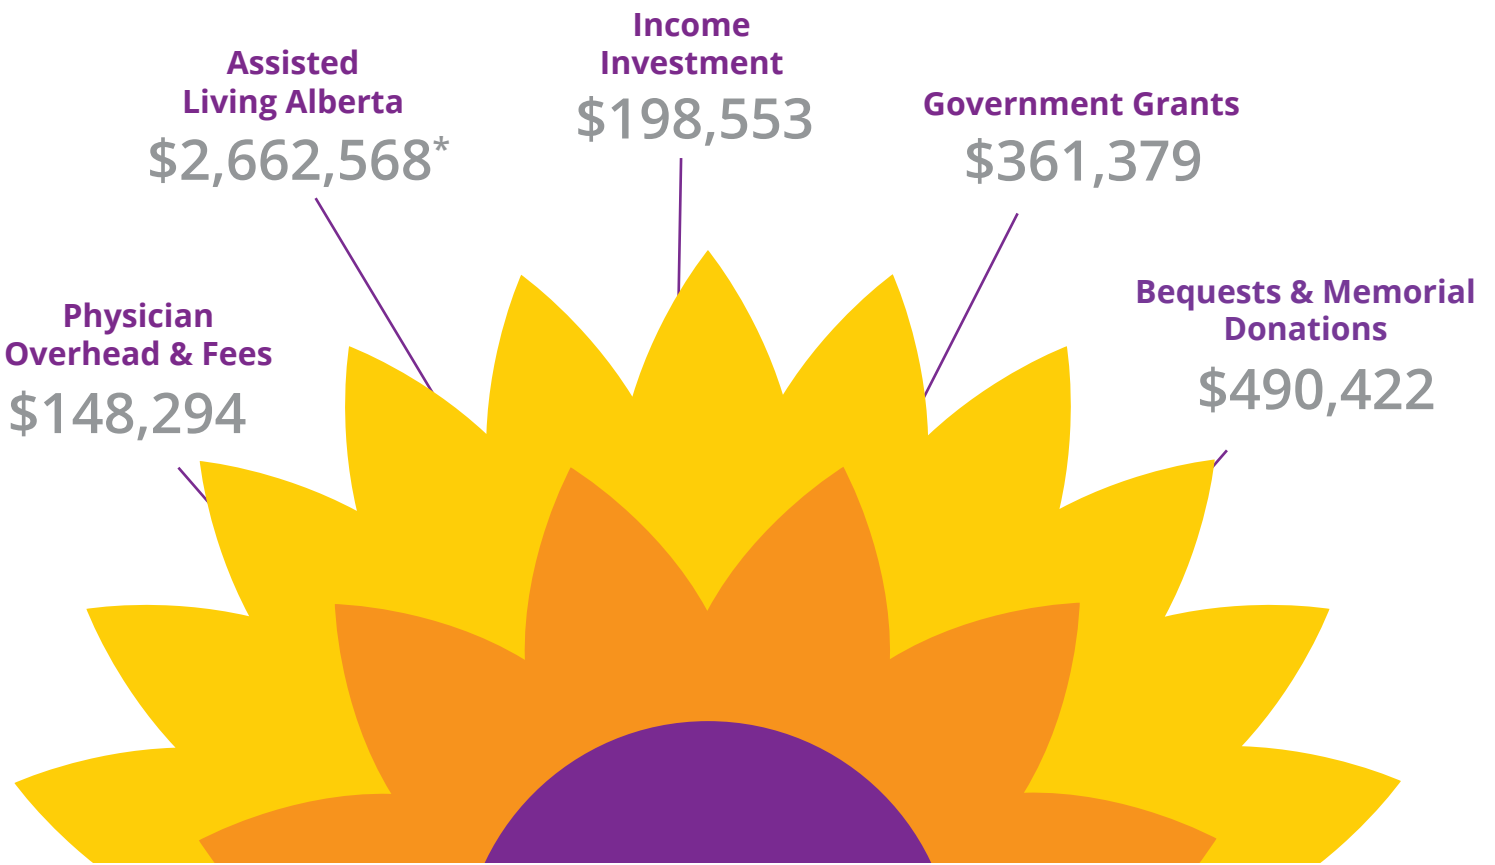 Income
Investment
$198,553
Assisted
Living Alberta
$2,662,568*
Government Grants
$361,379
Physician
Overhead & Fees
$148,294
Bequests & Memorial
Donations
$490,422